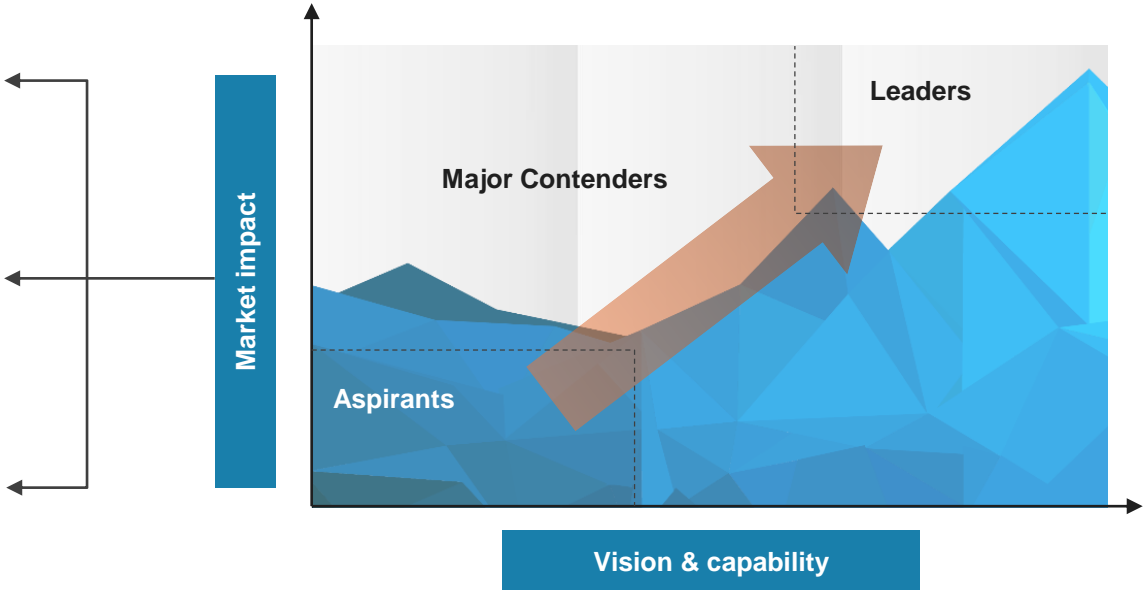 Leaders
Major Contenders
Market impact
Aspirants
Vision & capability